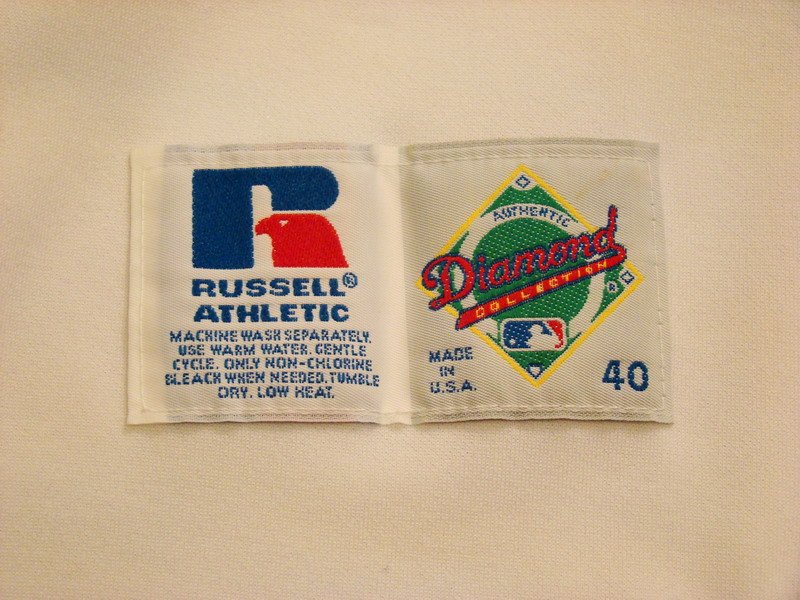 RUSSELL®
ATHLETIC
MACHINE WASH SEPARATELY.
USE WARM WATER. GENTLE
CYCLE. ONLY NON-CHLORINE
BLEACH WHEN NEEDED. TUMBLE
DRY. LOW HEAT.
AUTHENTIC
Diamond
COLLECTION
®
MADE
IN
U.S.A.
40